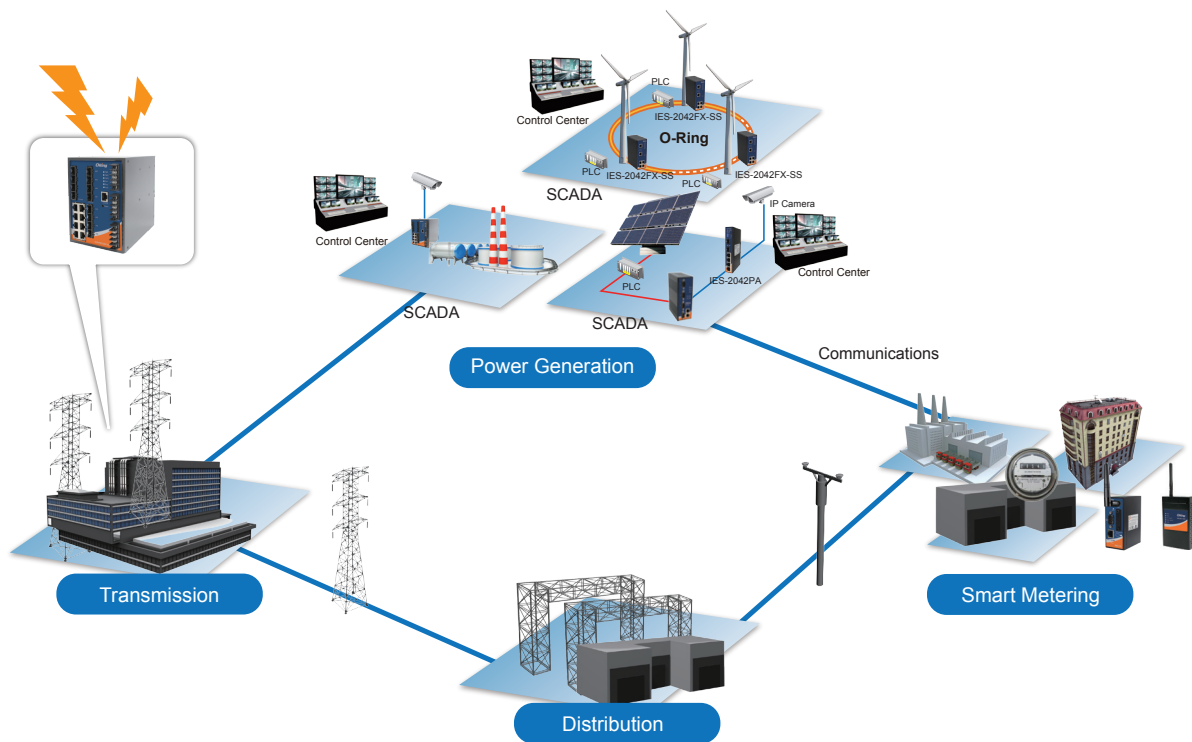 PLC
Control Center
IES-2042FX-SS
O-Ring
PLC
IES-2042FX-SS
IES-2042FX-SS
PLC
SCADA
IP Camera
Control Center
Control Center
IES-2042PA
PLC
SCADA
SCADA
Power Generation
Communications
Transmission
Smart Metering
Distribution